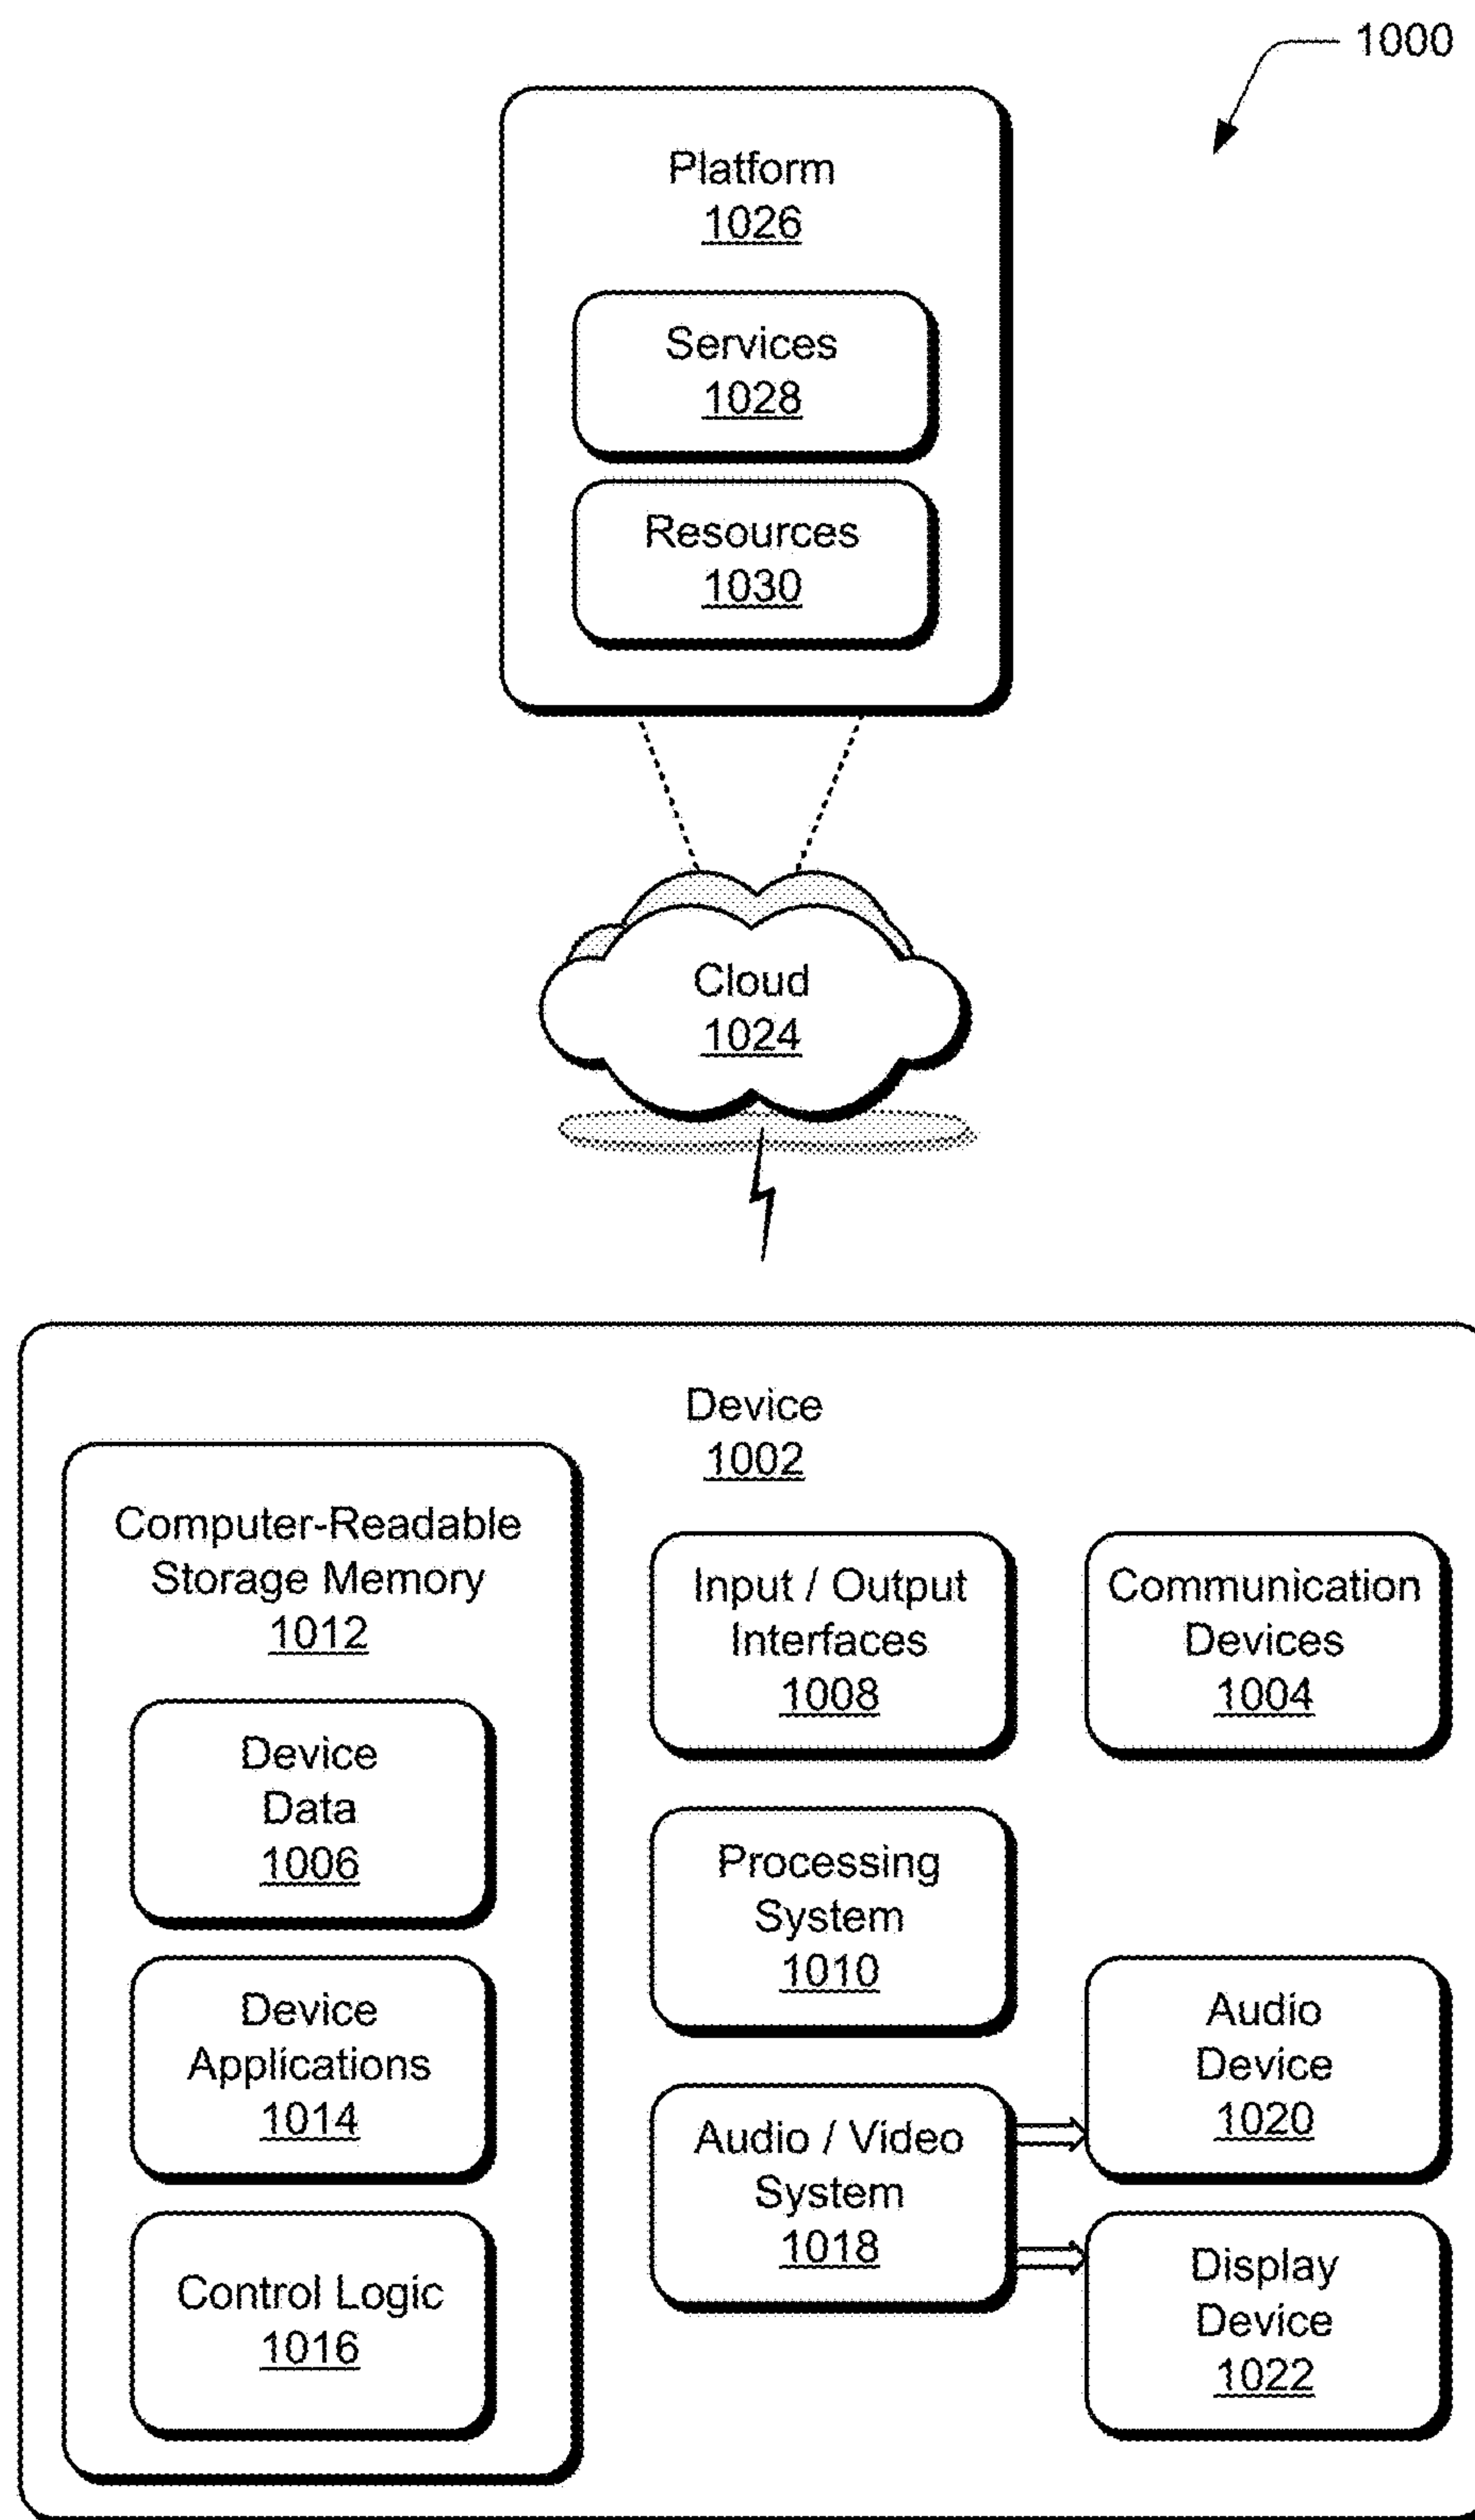 1000
Platform
1026
Services
1028
Resources
1030
Cloud
1024
Device
1002
Computer-Readable
Storage Memory
1012
Device
Data
1006
Device
Applications
1014
Control Logic
1016
Input / Output
Interfaces
1008
Communication
Devices
1004
Processing
System
1010
Audio / Video
System
1018
Audio
Device
1020
Display
Device
1022